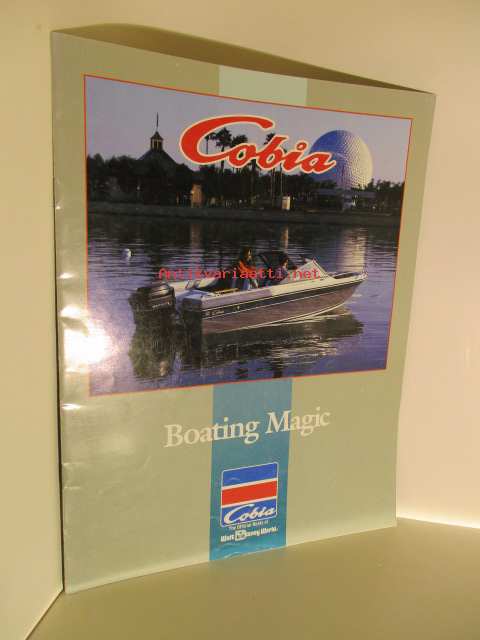 Cobia
Antikvariaatti.net
Boating Magic
Cobia
The Official Boats of
Walt Disney World.